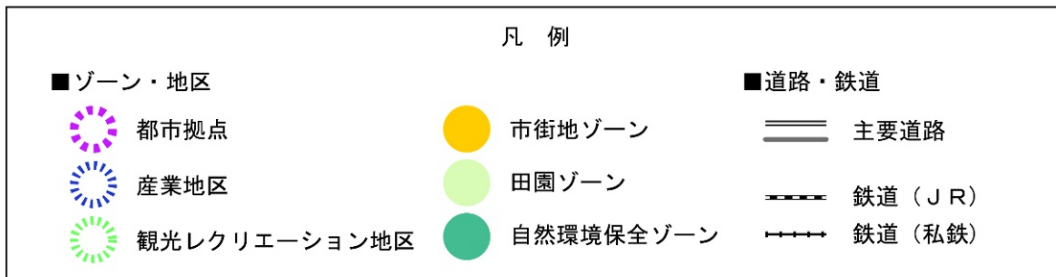 凡 例
■ゾーン・地区
都市拠点
産業地区
観光レクリエーション地区
市街地ゾーン
田園ゾーン
自然環境保全ゾーン
■道路・鉄道
主要道路
鉄道（ＪＲ）
鉄道（私鉄）